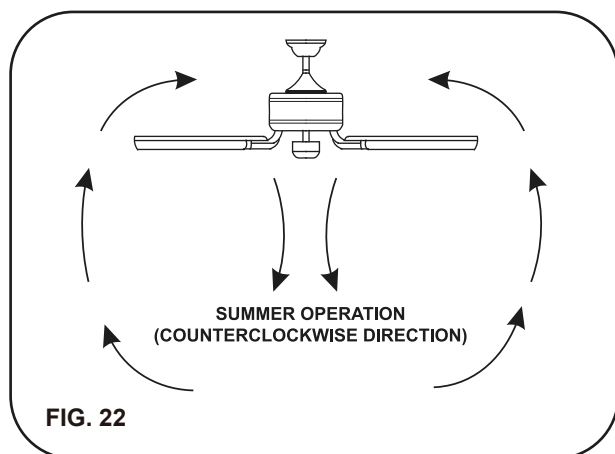 SUMMER OPERATION
(COUNTERCLOCKWISE DIRECTION)
FIG. 22